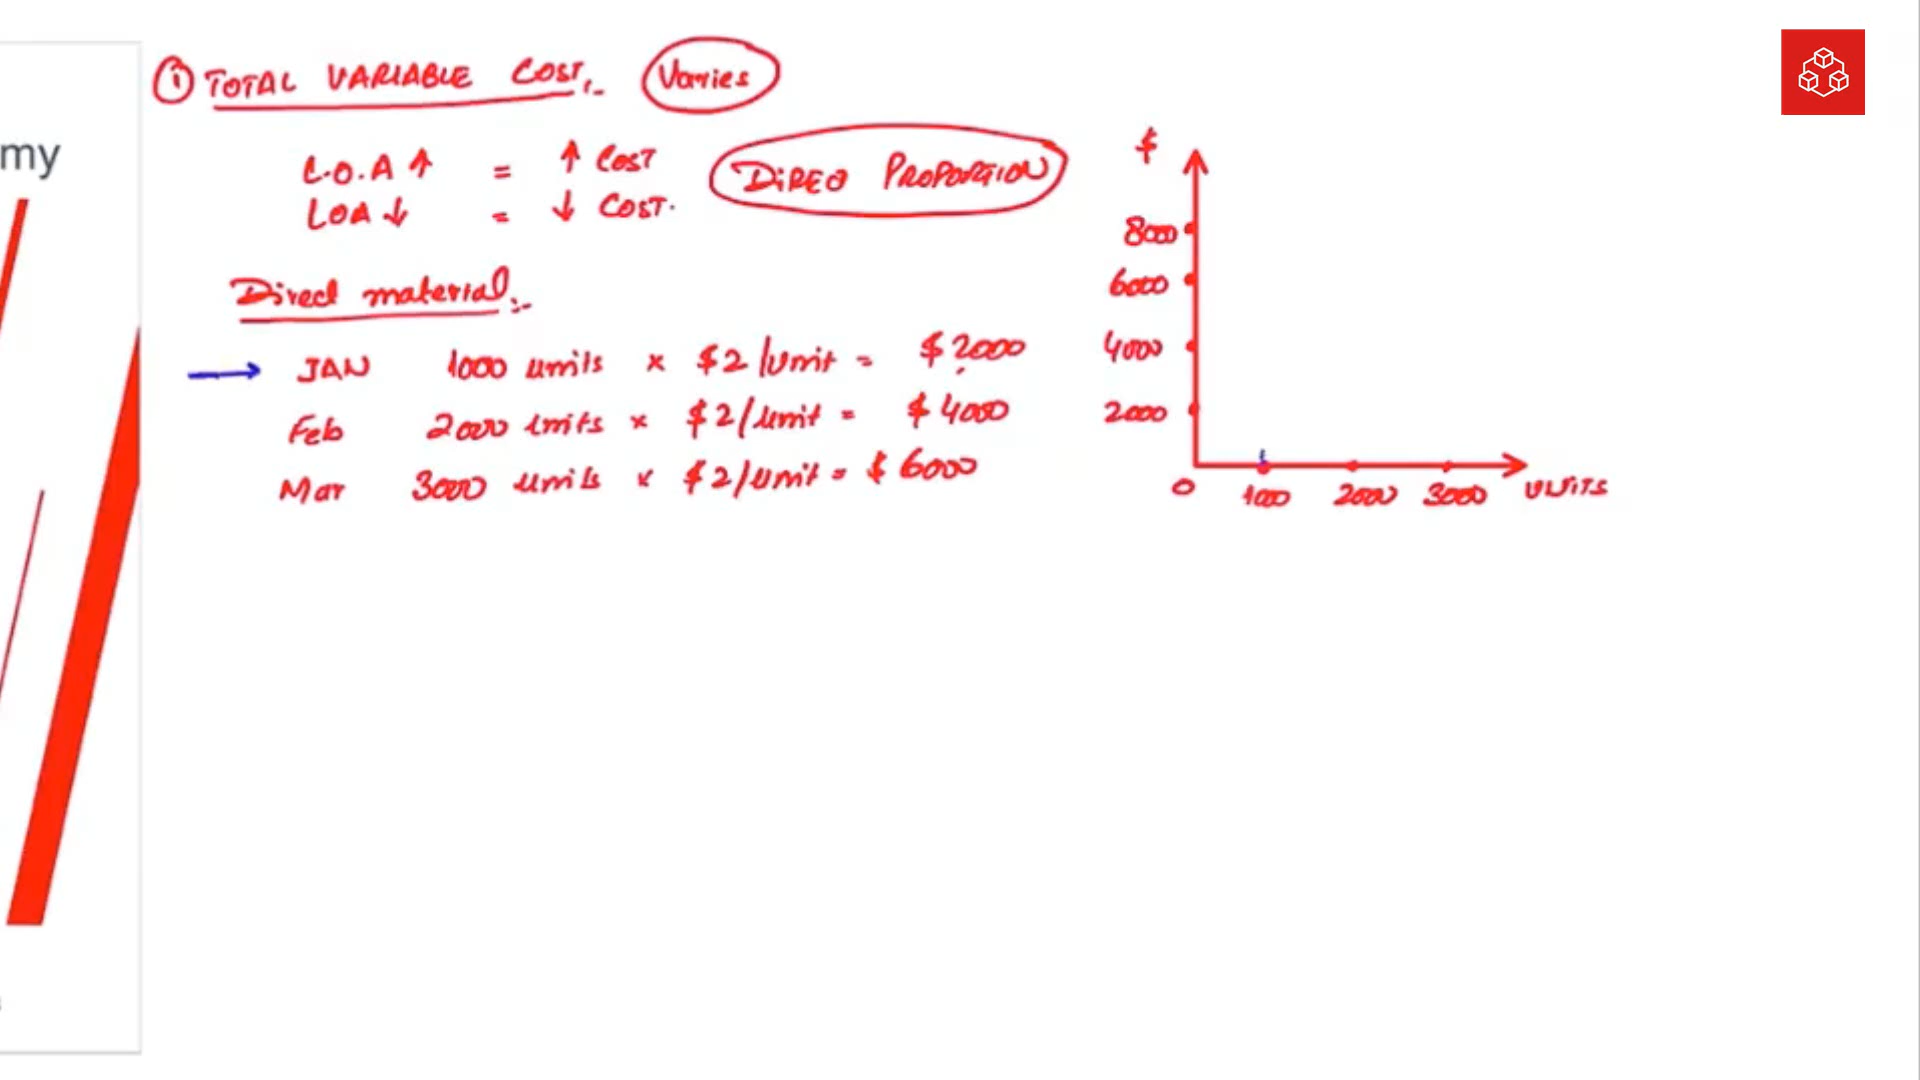 my
① TOTAL VARIABLE COST:- Varies
L.O.A ↑ = ↑ COST
LOA ↓ = ↓ COST.
DIRECT PROPORTION
Direct material:-
→ JAN 1000 units × $2/Unit = $2000
Feb 2000 units × $2/unit = $4000
Mar 3000 units × $2/unit = $6000
$
8000
6000
4000
2000
0 1000 2000 3000 UNITS